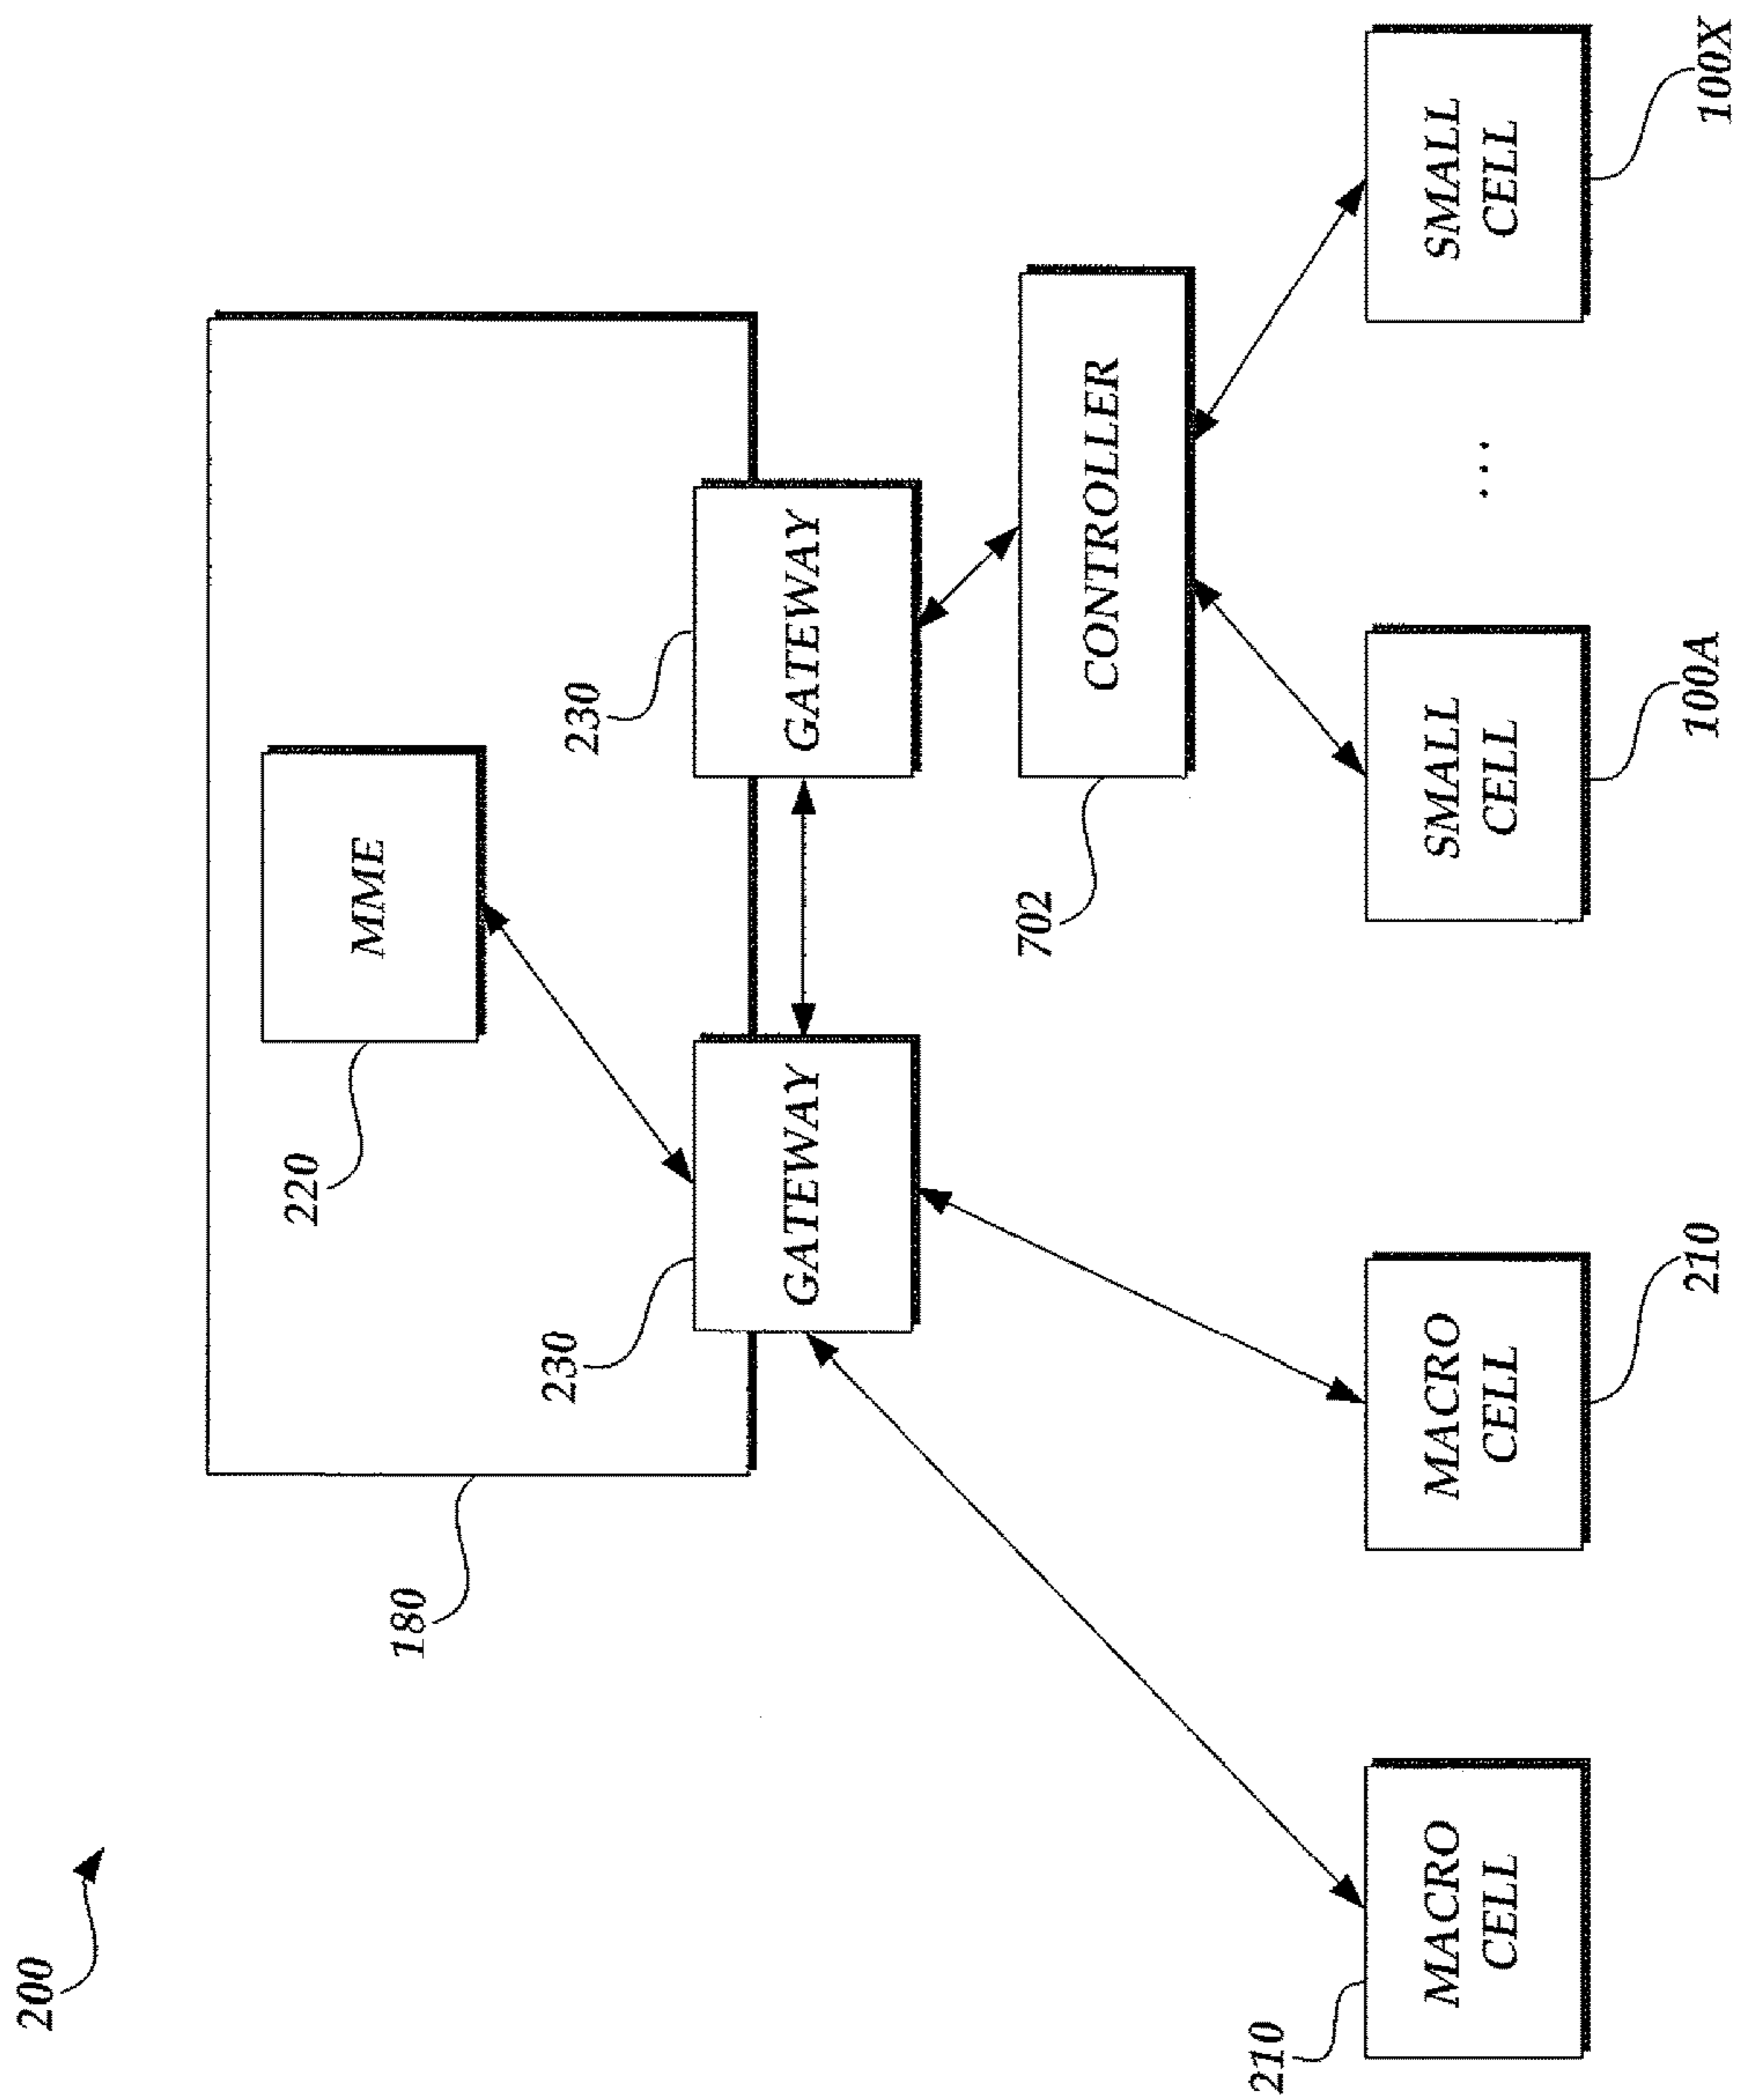 200
180
220
MME
230
GATEWAY
230
GATEWAY
702
CONTROLLER
210
MACRO
CELL
MACRO
CELL
210
SMALL
CELL
100A
...
SMALL
CELL
100X